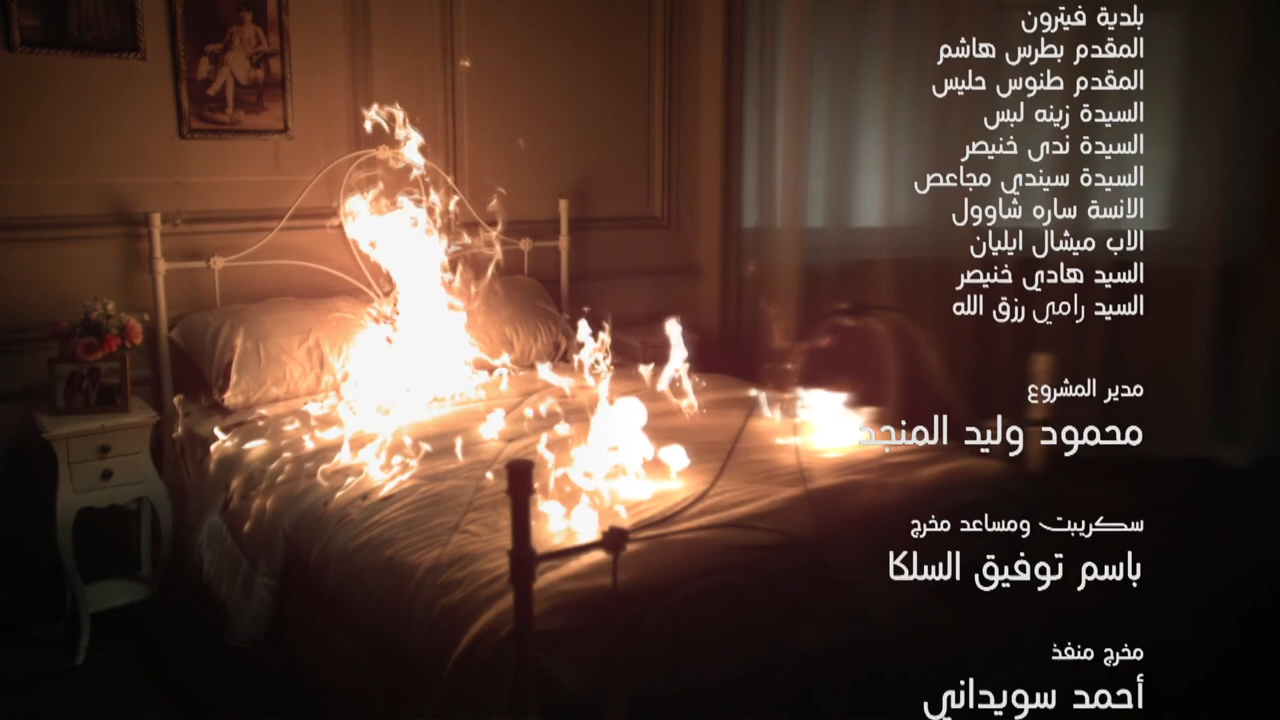 بلدية فيترون
المقدم بطرس هاشم
المقدم طنوس حليس
السيدة زينه لبس
السيدة ندى خنيصر
السيدة سيندي مجاعص
الانسة ساره شاوول
الاب ميشال ايليان
السيد هادي خنيصر
السيد رامي رزق الله
مدير المشروع
محمود وليد المنجد
سكريبت ومساعد مخرج
باسم توفيق السلكا
مخرج منفذ
أحمد سويداني